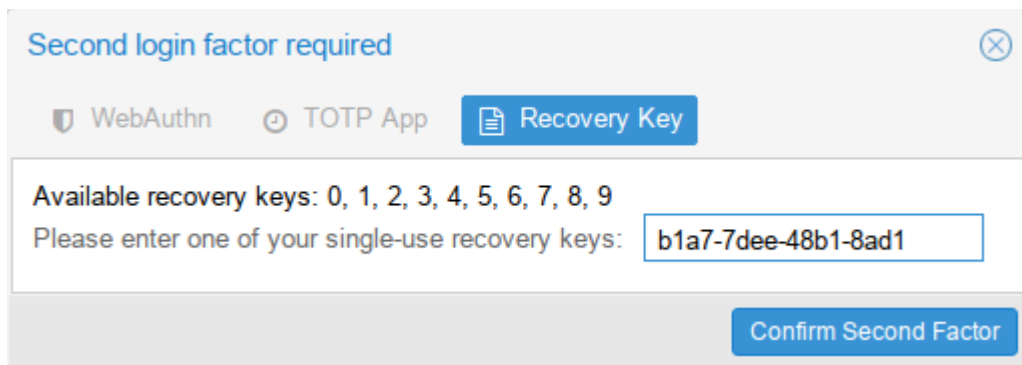 Second login factor required
WebAuthn TOTP App Recovery Key
Available recovery keys: 0, 1, 2, 3, 4, 5, 6, 7, 8, 9
Please enter one of your single-use recovery keys: b1a7-7dee-48b1-8ad1
Confirm Second Factor